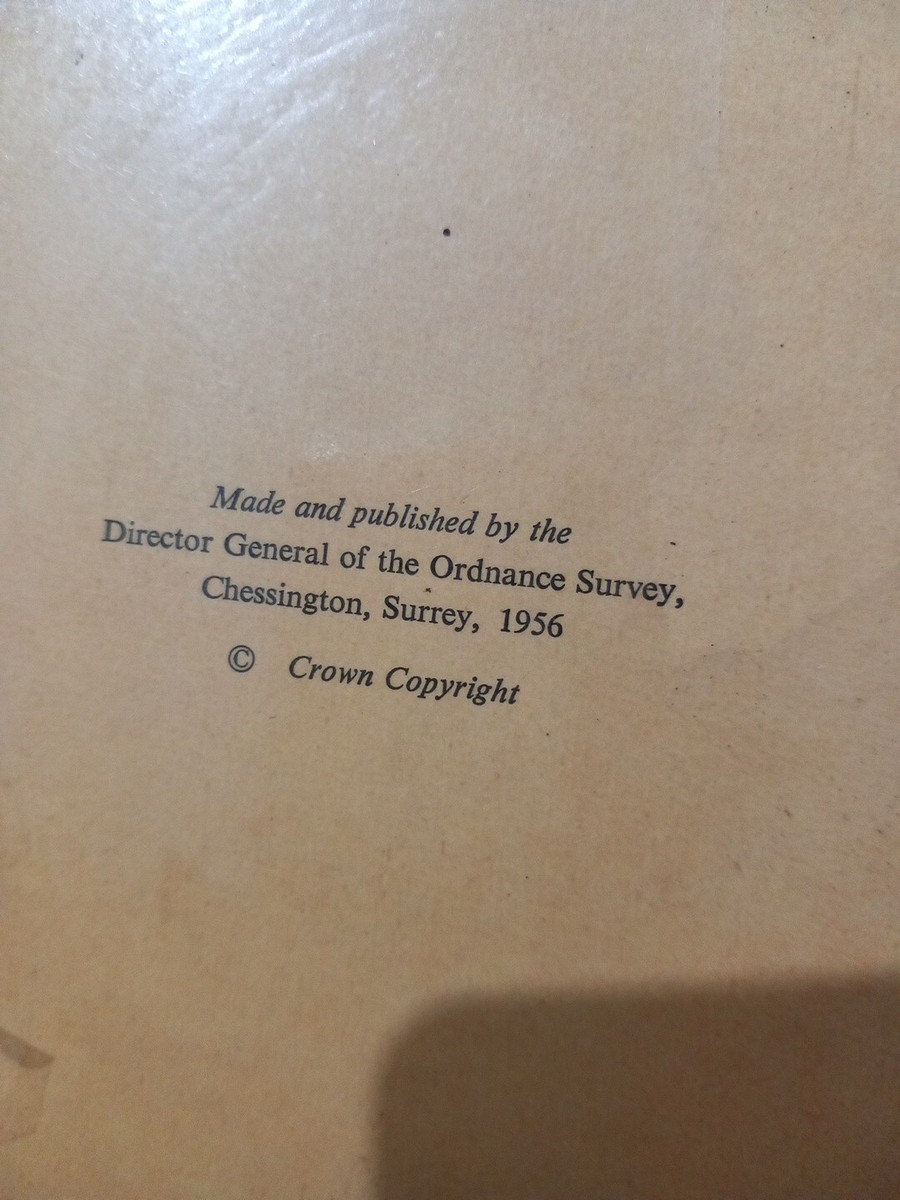 Made and published by the
Director General of the Ordnance Survey,
Chessington, Surrey, 1956
© Crown Copyright